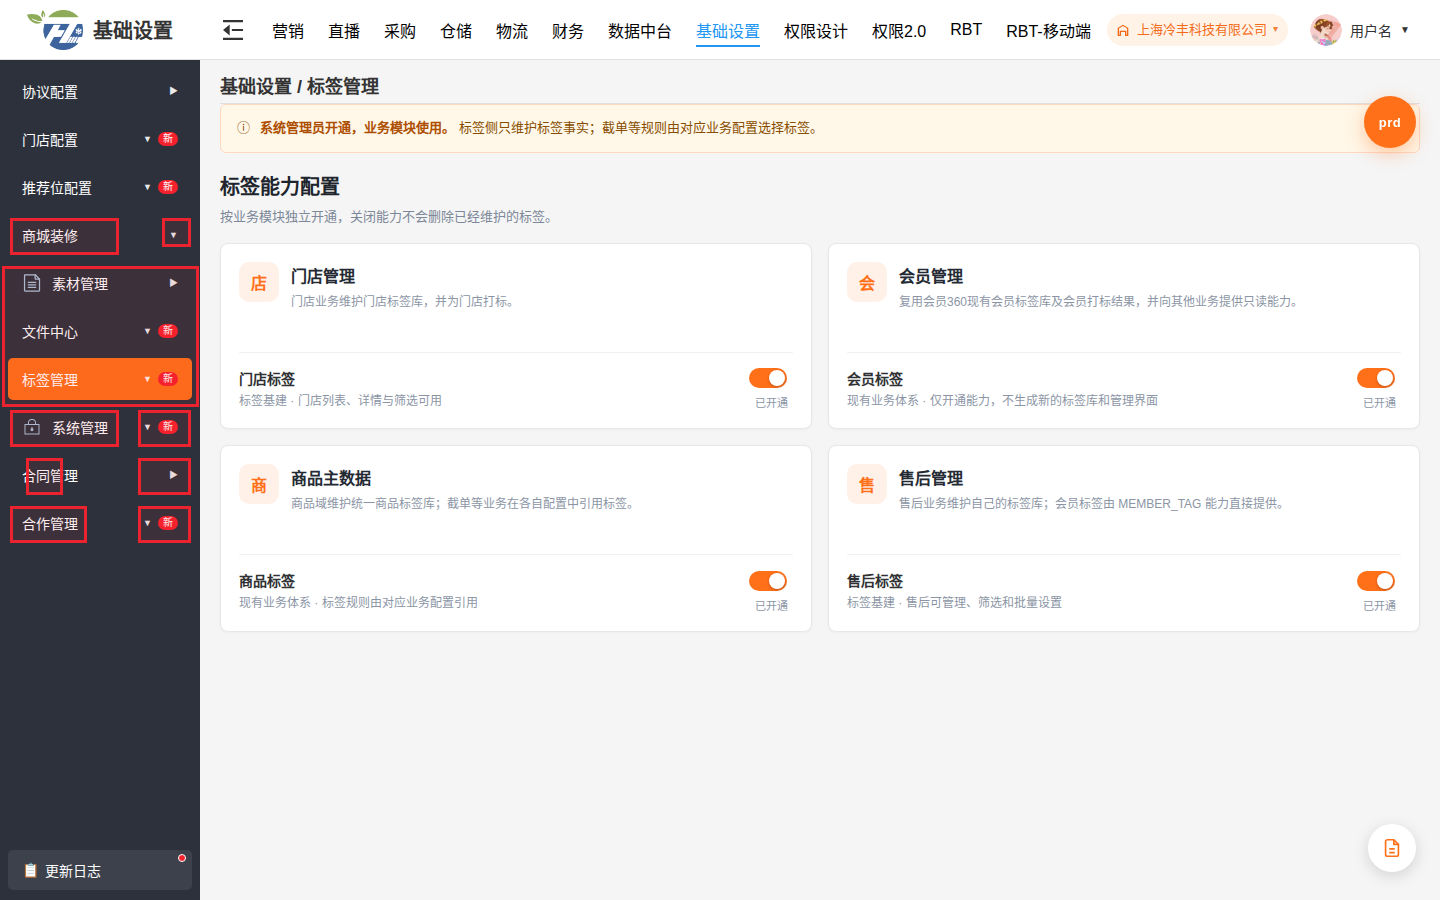 基础设置
营销 直播 采购 仓储 物流 财务 数据中台 基础设置 权限设计 权限2.0 RBT RBT-移动端
上海冷丰科技有限公司
用户名
协议配置
门店配置 新
推荐位配置 新
商城装修
素材管理
文件中心 新
标签管理 新
系统管理 新
合同管理
合作管理 新
更新日志
基础设置 / 标签管理
系统管理员开通，业务模块使用。 标签侧只维护标签事实；截单等规则由对应业务配置选择标签。
prd
标签能力配置
按业务模块独立开通，关闭能力不会删除已经维护的标签。
店 门店管理
门店业务维护门店标签库，并为门店打标。
门店标签
标签基建 · 门店列表、详情与筛选可用
已开通
会 会员管理
复用会员360现有会员标签库及会员打标结果，并向其他业务提供只读能力。
会员标签
现有业务体系 · 仅开通能力，不生成新的标签库和管理界面
已开通
商 商品主数据
商品域维护统一商品标签库；截单等业务在各自配置中引用标签。
商品标签
现有业务体系 · 标签规则由对应业务配置引用
已开通
售 售后管理
售后业务维护自己的标签库；会员标签由 MEMBER_TAG 能力直接提供。
售后标签
标签基建 · 售后可管理、筛选和批量设置
已开通